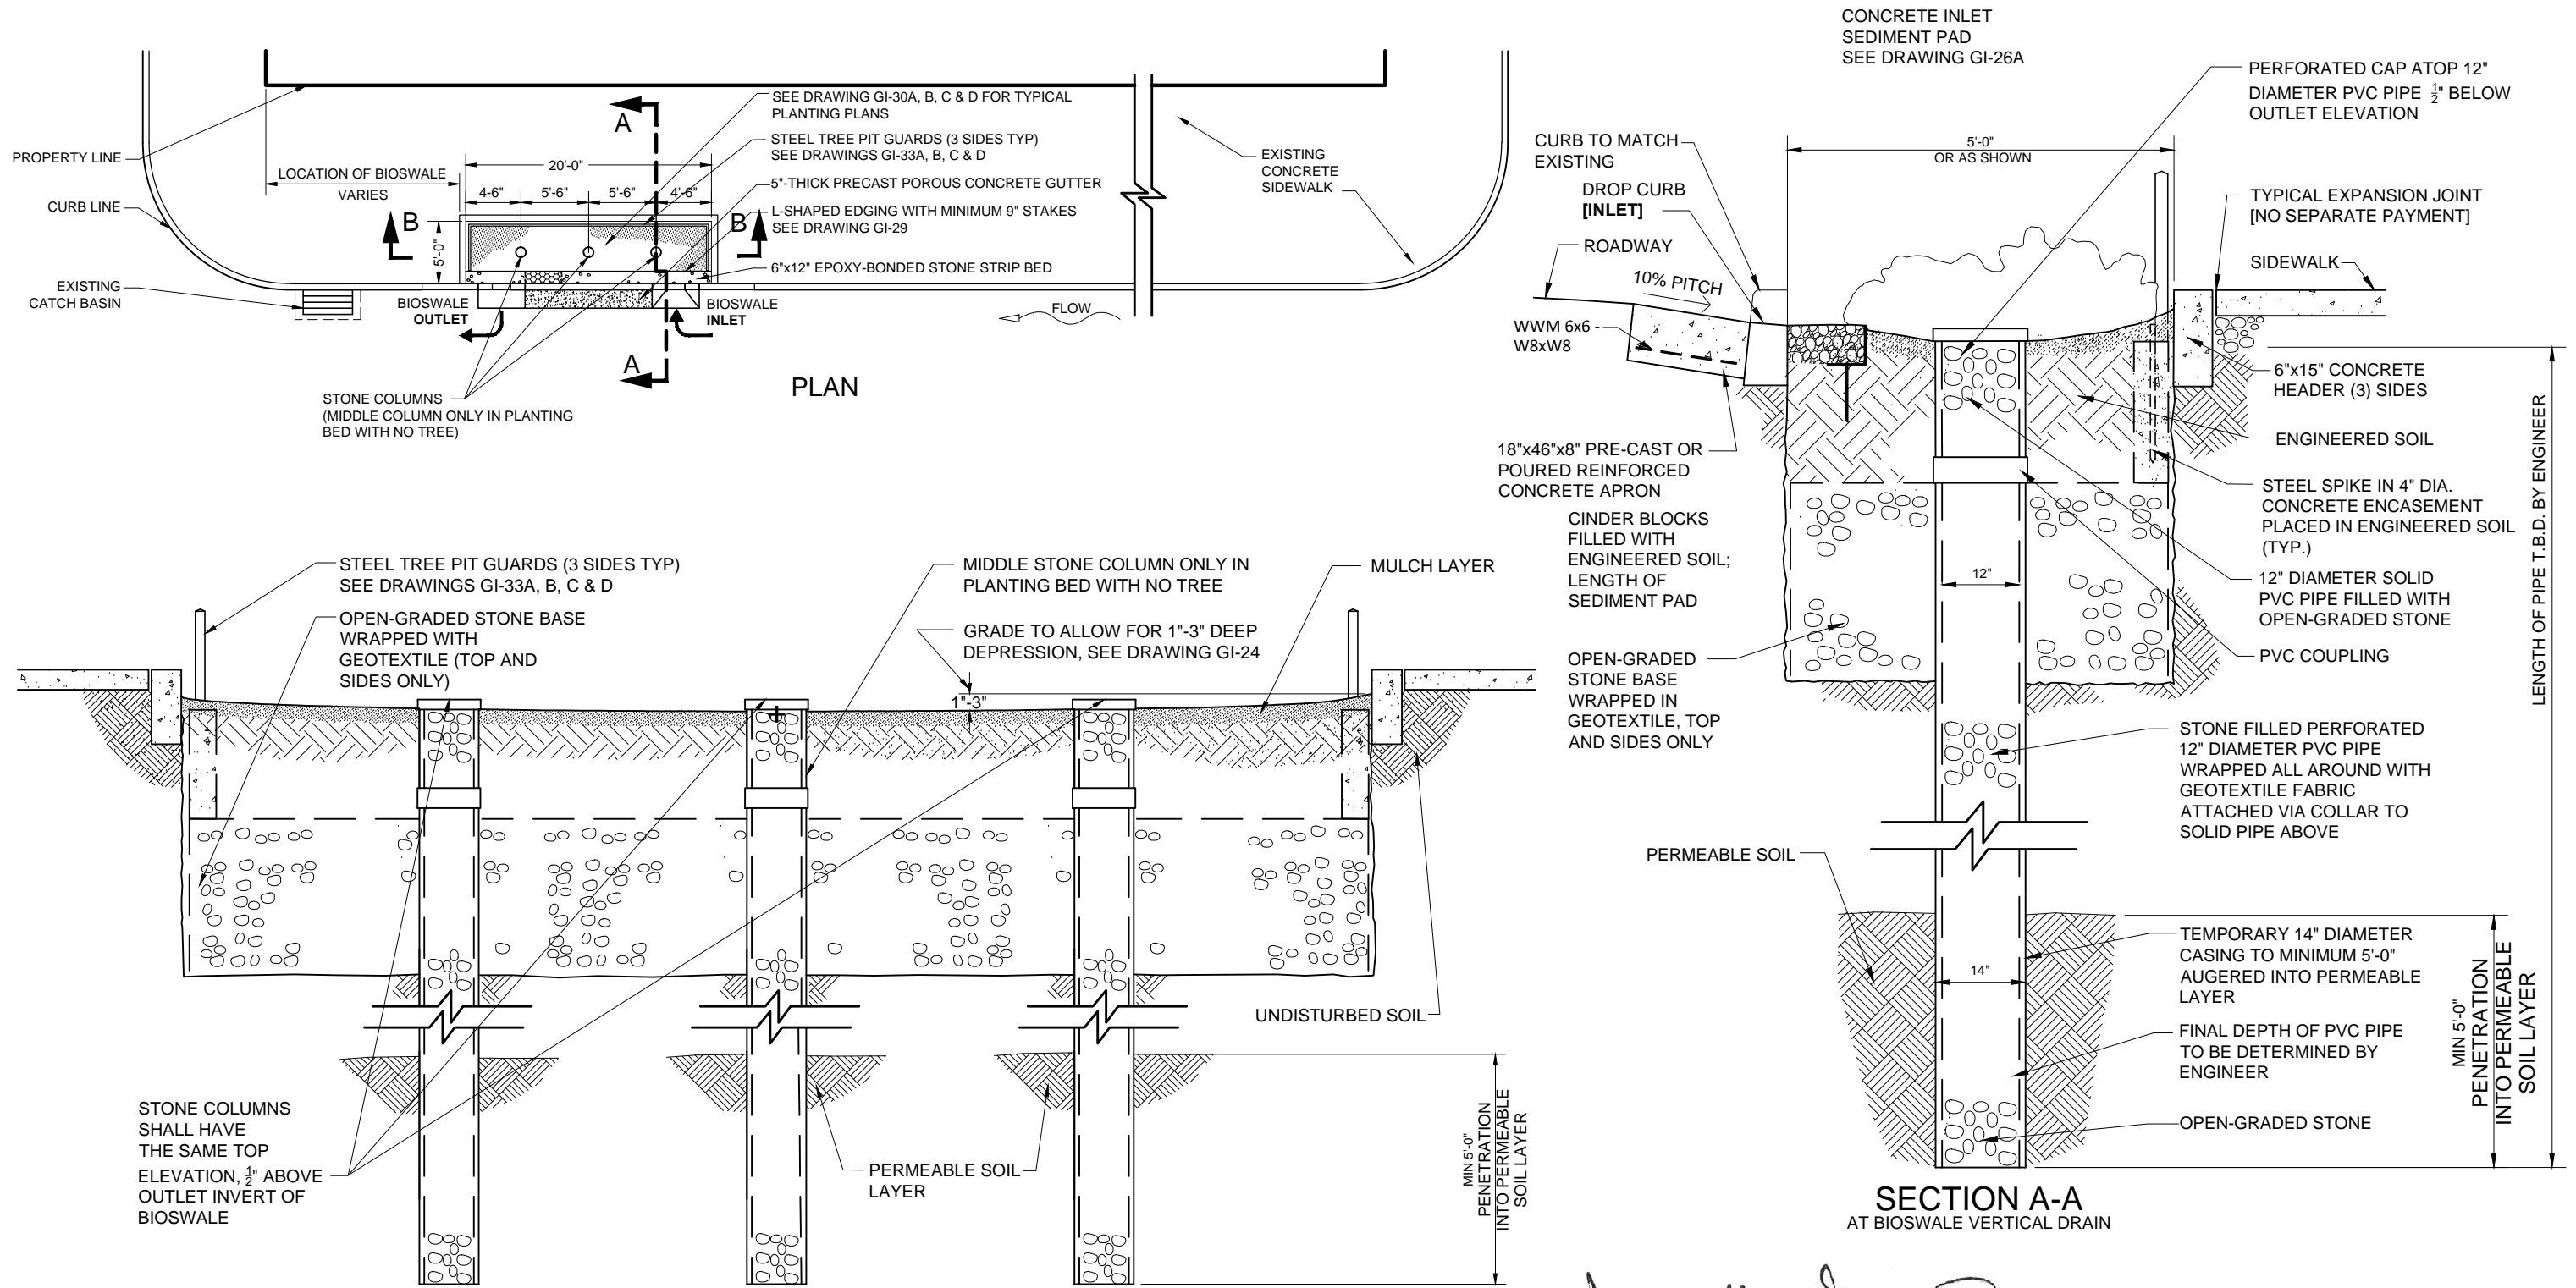 PROPERTY LINE
CURB LINE
EXISTING
CATCH BASIN
LOCATION OF BIOSWALE
VARIES
20'-0"
4-6"
5'-6"
5'-6"
4'-6"
5'-0"
A
B
B
A
SEE DRAWING GI-30A, B, C & D FOR TYPICAL
PLANTING PLANS
STEEL TREE PIT GUARDS (3 SIDES TYP)
SEE DRAWINGS GI-33A, B, C & D
5"-THICK PRECAST POROUS CONCRETE GUTTER
L-SHAPED EDGING WITH MINIMUM 9" STAKES
SEE DRAWING GI-29
6"x12" EPOXY-BONDED STONE STRIP BED
BIOSWALE
OUTLET
BIOSWALE
INLET
FLOW
EXISTING
CONCRETE
SIDEWALK
STONE COLUMNS
(MIDDLE COLUMN ONLY IN PLANTING
BED WITH NO TREE)
PLAN
STEEL TREE PIT GUARDS (3 SIDES TYP)
SEE DRAWINGS GI-33A, B, C & D
OPEN-GRADED STONE BASE
WRAPPED WITH
GEOTEXTILE (TOP AND
SIDES ONLY)
MIDDLE STONE COLUMN ONLY IN
PLANTING BED WITH NO TREE
GRADE TO ALLOW FOR 1"-3" DEEP
DEPRESSION, SEE DRAWING GI-24
1"-3"
MULCH LAYER
UNDISTURBED SOIL
STONE COLUMNS
SHALL HAVE
THE SAME TOP
ELEVATION, ½" ABOVE
OUTLET INVERT OF
BIOSWALE
PERMEABLE SOIL
LAYER
MIN 5'-0"
PENETRATION
INTO PERMEABLE
SOIL LAYER
CONCRETE INLET
SEDIMENT PAD
SEE DRAWING GI-26A
CURB TO MATCH
EXISTING
DROP CURB
[INLET]
ROADWAY
10% PITCH
WWM 6x6 -
W8xW8
18"x46"x8" PRE-CAST OR
POURED REINFORCED
CONCRETE APRON
CINDER BLOCKS
FILLED WITH
ENGINEERED SOIL;
LENGTH OF
SEDIMENT PAD
OPEN-GRADED
STONE BASE
WRAPPED IN
GEOTEXTILE, TOP
AND SIDES ONLY
PERMEABLE SOIL
5'-0"
OR AS SHOWN
12"
14"
PERFORATED CAP ATOP 12"
DIAMETER PVC PIPE ½" BELOW
OUTLET ELEVATION
TYPICAL EXPANSION JOINT
[NO SEPARATE PAYMENT]
SIDEWALK
6"x15" CONCRETE
HEADER (3) SIDES
ENGINEERED SOIL
STEEL SPIKE IN 4" DIA.
CONCRETE ENCASEMENT
PLACED IN ENGINEERED SOIL
(TYP.)
12" DIAMETER SOLID
PVC PIPE FILLED WITH
OPEN-GRADED STONE
PVC COUPLING
STONE FILLED PERFORATED
12" DIAMETER PVC PIPE
WRAPPED ALL AROUND WITH
GEOTEXTILE FABRIC
ATTACHED VIA COLLAR TO
SOLID PIPE ABOVE
TEMPORARY 14" DIAMETER
CASING TO MINIMUM 5'-0"
AUGERED INTO PERMEABLE
LAYER
FINAL DEPTH OF PVC PIPE
TO BE DETERMINED BY
ENGINEER
OPEN-GRADED STONE
LENGTH OF PIPE T.B.D. BY ENGINEER
MIN 5'-0"
PENETRATION
INTO PERMEABLE
SOIL LAYER
SECTION A-A
AT BIOSWALE VERTICAL DRAIN